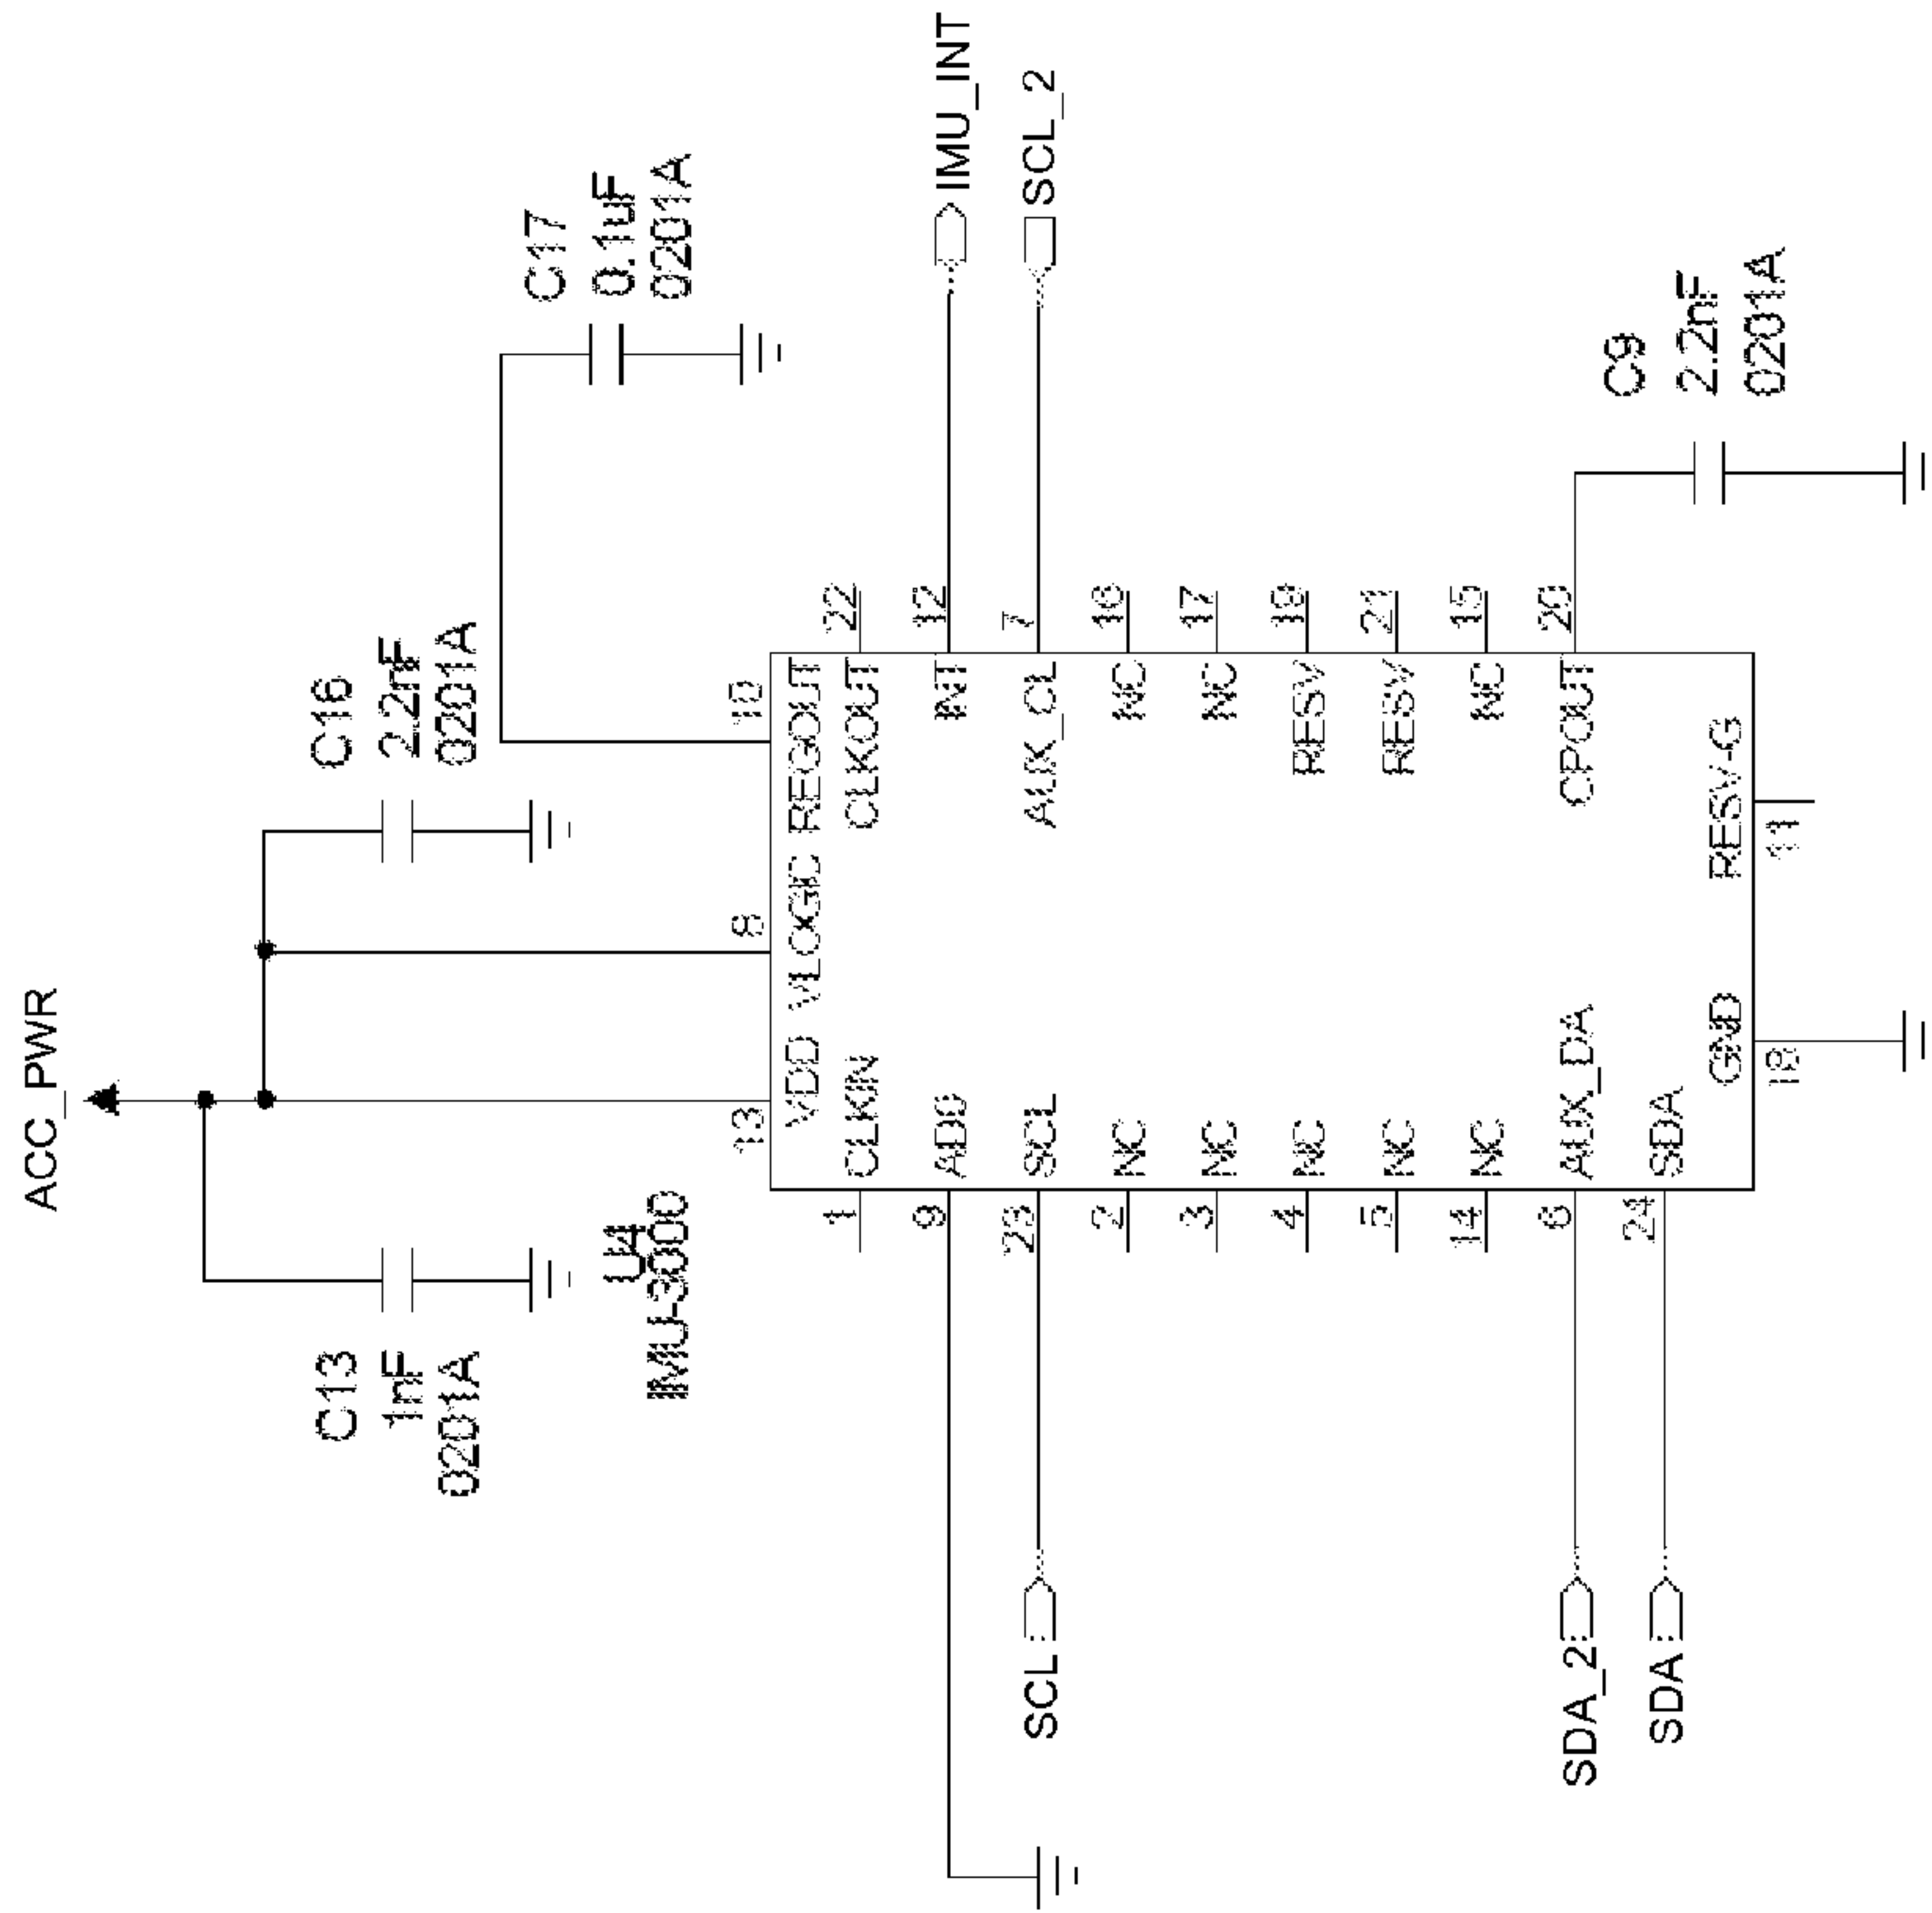 ACC_PWR
C13
1nF
0201A
C16
2.2nF
0201A
C17
0.1uF
0201A
U4
IMU-3000
13
8
10
VDD
VLOGIC
REGOUT
1
CLKIN
CLKOUT
22
9
AD0
INT
12
IMU_INT
SCL
23
SCL
AUX_CL
7
SCL_2
2
NC
NC
16
3
NC
NC
17
4
NC
RESV
19
5
NC
RESV
21
14
NC
NC
15
SDA_2
6
AUX_DA
CPOUT
20
C9
2.2nF
0201A
SDA
24
SDA
GND
RESV-G
18
11